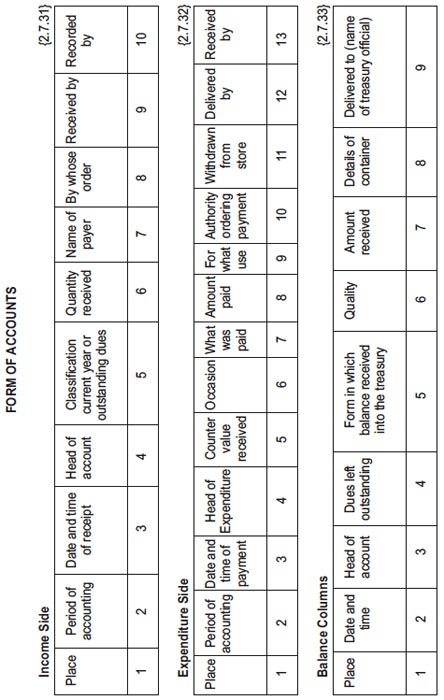 FORM OF ACCOUNTS
Income Side {2.7.31}
Place
Period of
accounting
Date and time
of receipt
Head of
account
Classification
current year or
outstanding dues
Quantity
received
Name of
payer
By whose
order
Received by
Recorded
by
1 2 3 4 5 6 7 8 9 10
Expenditure Side {2.7.32}
Place
Period of
accounting
Date and
time of
payment
Head of
Expenditure
Counter
value
received
Occasion
What
was
paid
Amount
paid
For
what
use
Authority
ordering
payment
Withdrawn
from
store
Delivered
by
Received
by
1 2 3 4 5 6 7 8 9 10 11 12 13
Balance Columns {2.7.33}
Place
Date and
time
Head of
account
Dues left
outstanding
Form in which
balance received
into the treasury
Quality
Amount
received
Details of
container
Delivered to (name
of treasury official)
1 2 3 4 5 6 7 8 9